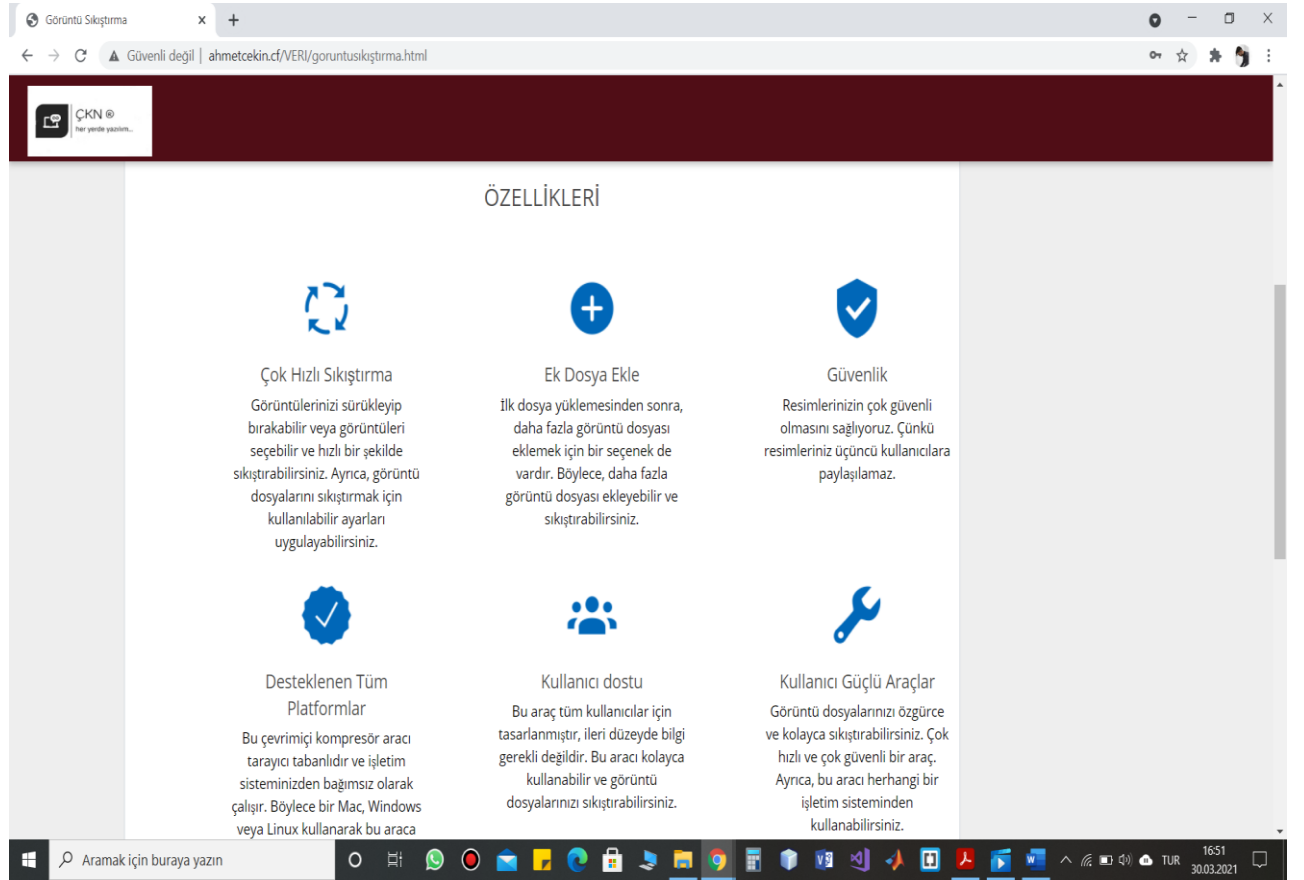 Görüntü Sıkıştırma
Güvenli değil | ahmetcekin.cf/VERI/goruntusıkıştırma.html
ÇKN ®
her yerde yazılım...
ÖZELLİKLERİ
Çok Hızlı Sıkıştırma
Görüntülerinizi sürükleyip
bırakabilir veya görüntüleri
seçebilir ve hızlı bir şekilde
sıkıştırabilirsiniz. Ayrıca, görüntü
dosyalarını sıkıştırmak için
kullanılabilir ayarları
uygulayabilirsiniz.
Ek Dosya Ekle
İlk dosya yüklemesinden sonra,
daha fazla görüntü dosyası
eklemek için bir seçenek de
vardır. Böylece, daha fazla
görüntü dosyası ekleyebilir ve
sıkıştırabilirsiniz.
Güvenlik
Resimlerinizin çok güvenli
olmasını sağlıyoruz. Çünkü
resimleriniz üçüncü kullanıcılara
paylaşılamaz.
Desteklenen Tüm
Platformlar
Bu çevrimiçi kompresör aracı
tarayıcı tabanlıdır ve işletim
sisteminizden bağımsız olarak
çalışır. Böylece bir Mac, Windows
veya Linux kullanarak bu araca
Kullanıcı dostu
Bu araç tüm kullanıcılar için
tasarlanmıştır, ileri düzeyde bilgi
gerekli değildir. Bu aracı kolayca
kullanabilir ve görüntü
dosyalarınızı sıkıştırabilirsiniz.
Kullanıcı Güçlü Araçlar
Görüntü dosyalarınızı özgürce
ve kolayca sıkıştırabilirsiniz. Çok
hızlı ve çok güvenli bir araç.
Ayrıca, bu aracı herhangi bir
işletim sisteminden
kullanabilirsiniz.
Aramak için buraya yazın
TUR
16:51
30.03.2021